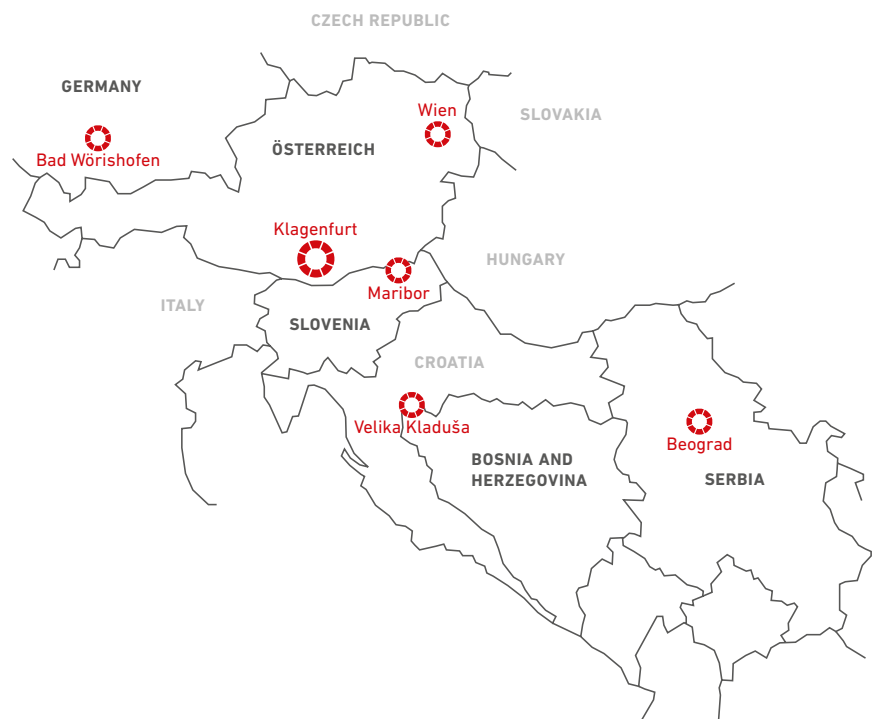 CZECH REPUBLIC
GERMANY
Wien
SLOVAKIA
ÖSTERREICH
Bad Wörishofen
Klagenfurt
HUNGARY
Maribor
ITALY
SLOVENIA
CROATIA
Velika Kladuša
Beograd
BOSNIA AND
HERZEGOVINA
SERBIA